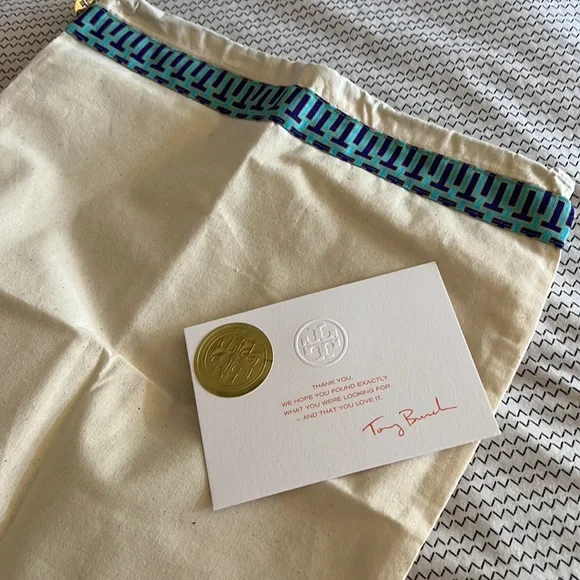 THANK YOU.
WE HOPE YOU FOUND EXACTLY
WHAT YOU WERE LOOKING FOR
– AND THAT YOU LOVE IT.
Tory Burch